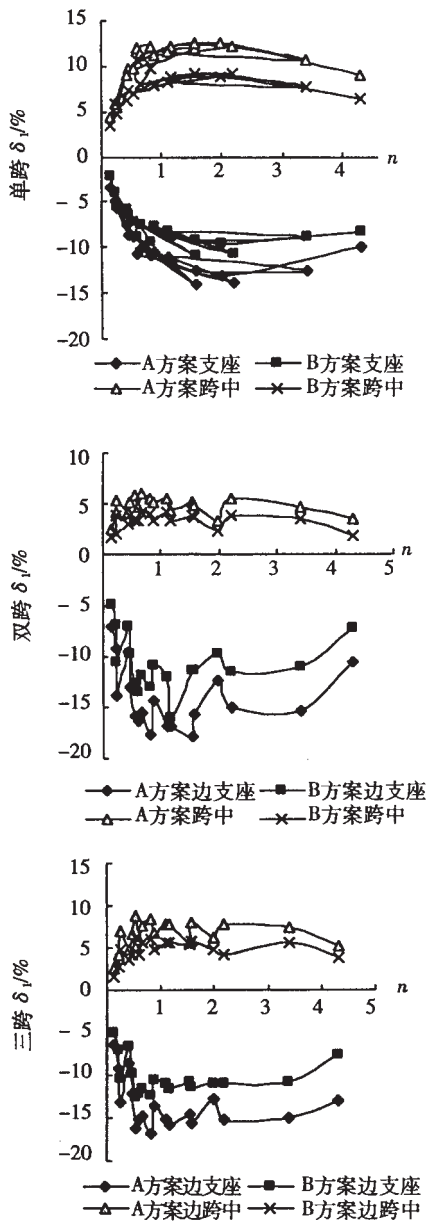 单跨 δ₁/%
15
10
5
0
1 2 3 4 n
-5
-10
-15
-20
A方案支座 B方案支座
A方案跨中 B方案跨中
双跨 δ₁/%
10
5
0
1 2 3 4 5 n
-5
-10
-15
-20
A方案边支座 B方案边支座
A方案跨中 B方案跨中
三跨 δ₁/%
15
10
5
0
1 2 3 4 5 n
-5
-10
-15
-20
A方案边支座 B方案边支座
A方案边跨中 B方案边跨中